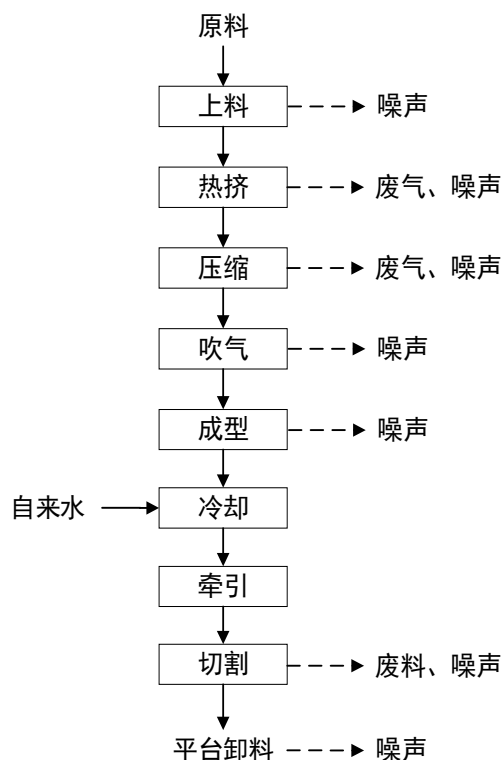 原料
上料 噪声
热挤 废气、噪声
压缩 废气、噪声
吹气 噪声
成型 噪声
自来水 冷却
牵引
切割 废料、噪声
平台卸料 噪声